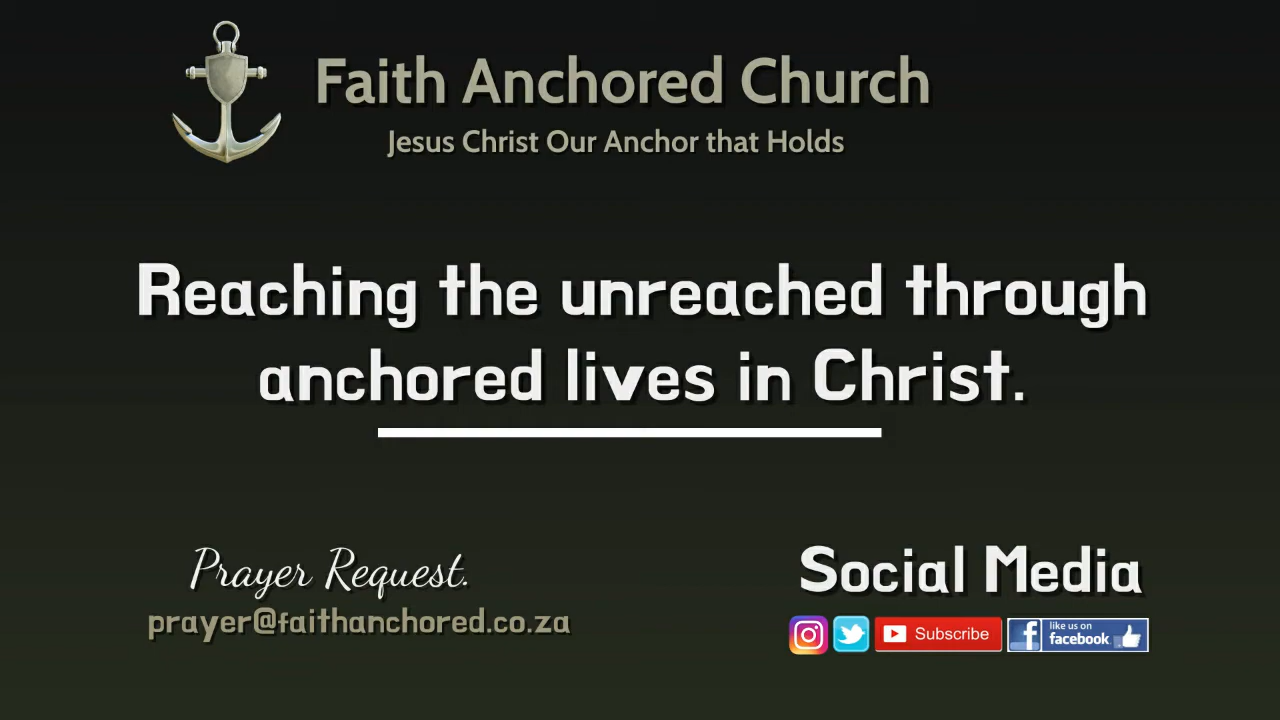 Faith Anchored Church
Jesus Christ Our Anchor that Holds
Reaching the unreached through
anchored lives in Christ.
Prayer Request.
prayer@faithanchored.co.za
Social Media
Subscribe
like us on
facebook